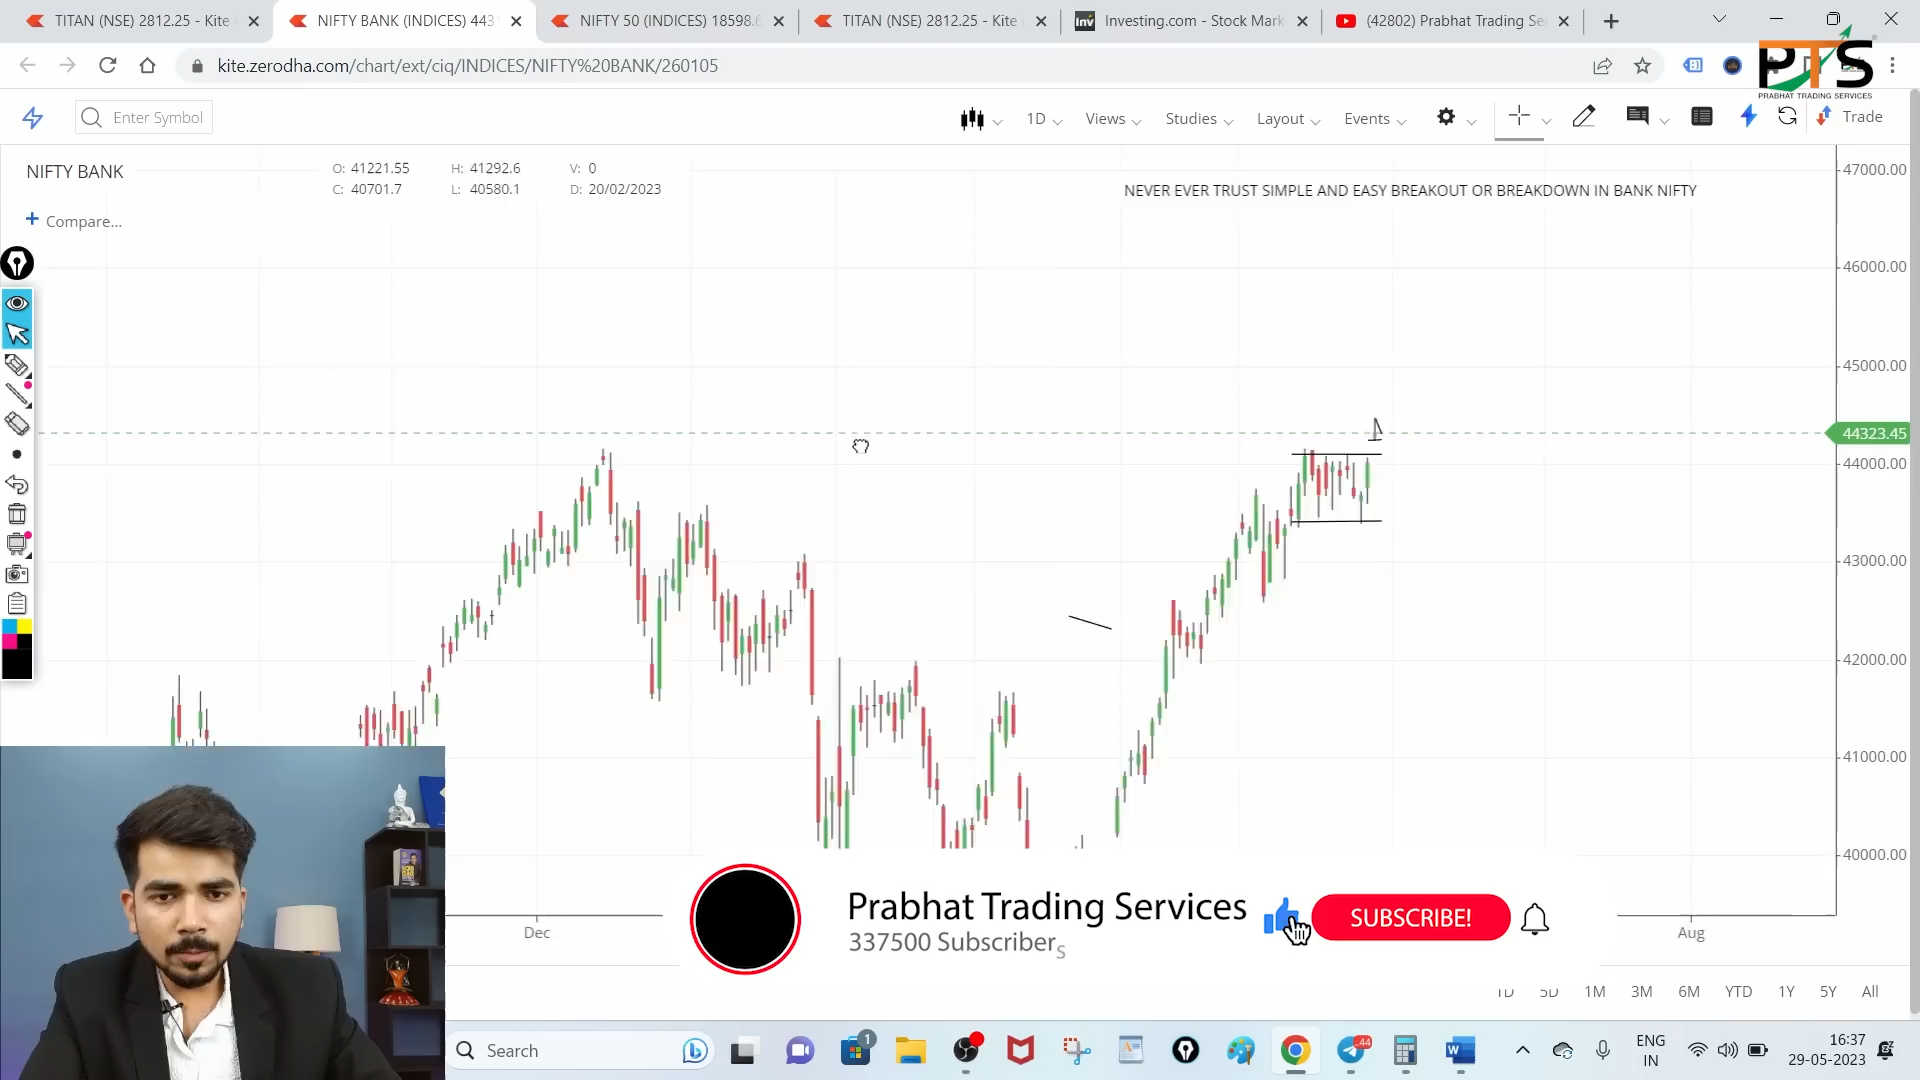 TITAN (NSE) 2812.25 - Kite
NIFTY BANK (INDICES) 443
NIFTY 50 (INDICES) 18598.6
TITAN (NSE) 2812.25 - Kite
Inv
Investing.com - Stock Mark
(42802) Prabhat Trading Se
kite.zerodha.com/chart/ext/ciq/INDICES/NIFTY%20BANK/260105
PTS
PRABHAT TRADING SERVICES
Enter Symbol
1D
Views
Studies
Layout
Events
Trade
NIFTY BANK
O: 41221.55
H: 41292.6
V: 0
C: 40701.7
L: 40580.1
D: 20/02/2023
NEVER EVER TRUST SIMPLE AND EASY BREAKOUT OR BREAKDOWN IN BANK NIFTY
Compare...
47000.00
46000.00
45000.00
44323.45
44000.00
43000.00
42000.00
41000.00
40000.00
Prabhat Trading Services
337500 Subscribers
SUBSCRIBE!
Dec
Aug
1D
5D
1M
3M
6M
YTD
1Y
5Y
All
Search
1
44
ENG
IN
16:37
29-05-2023